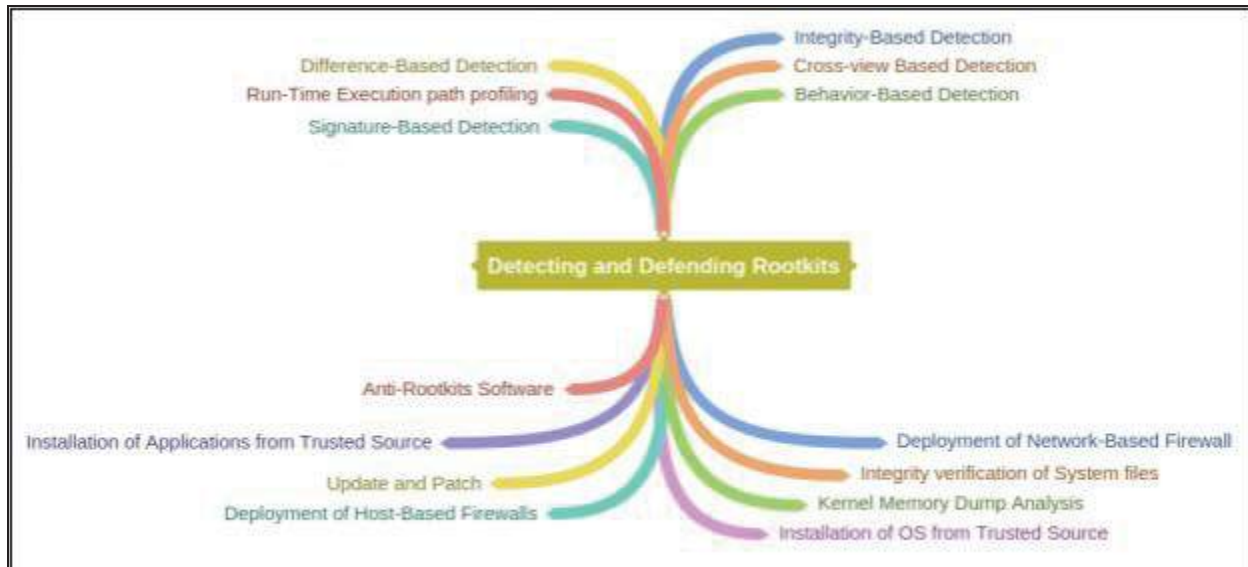 Integrity-Based Detection
Difference-Based Detection
Cross-view Based Detection
Run-Time Execution path profiling
Behavior-Based Detection
Signature-Based Detection
Detecting and Defending Rootkits
Anti-Rootkits Software
Installation of Applications from Trusted Source
Deployment of Network-Based Firewall
Update and Patch
Integrity verification of System files
Deployment of Host-Based Firewalls
Kernel Memory Dump Analysis
Installation of OS from Trusted Source